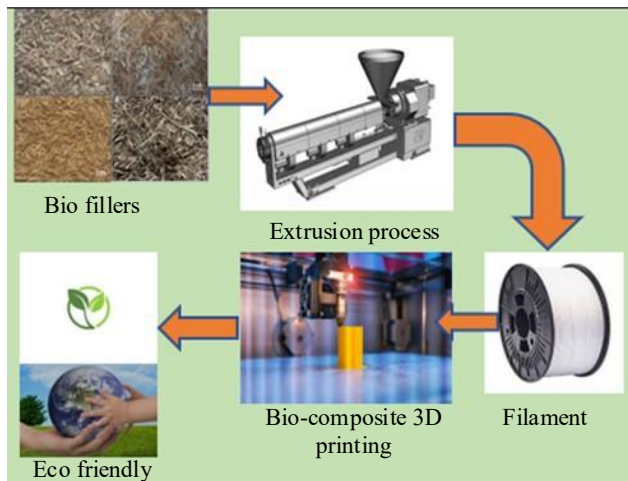 Bio fillers
Extrusion process
Filament
Bio-composite 3D
printing
Eco friendly